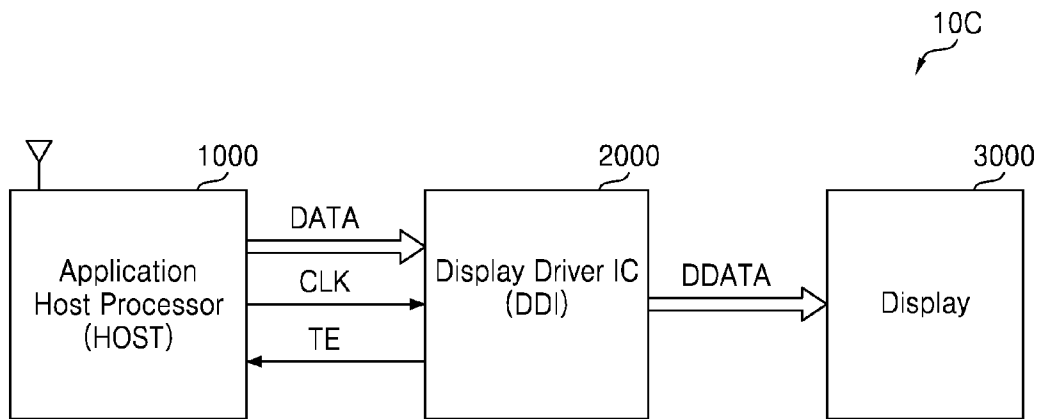 10C
1000
2000
3000
DATA
Application
Host Processor
(HOST)
CLK
TE
Display Driver IC
(DDI)
DDATA
Display